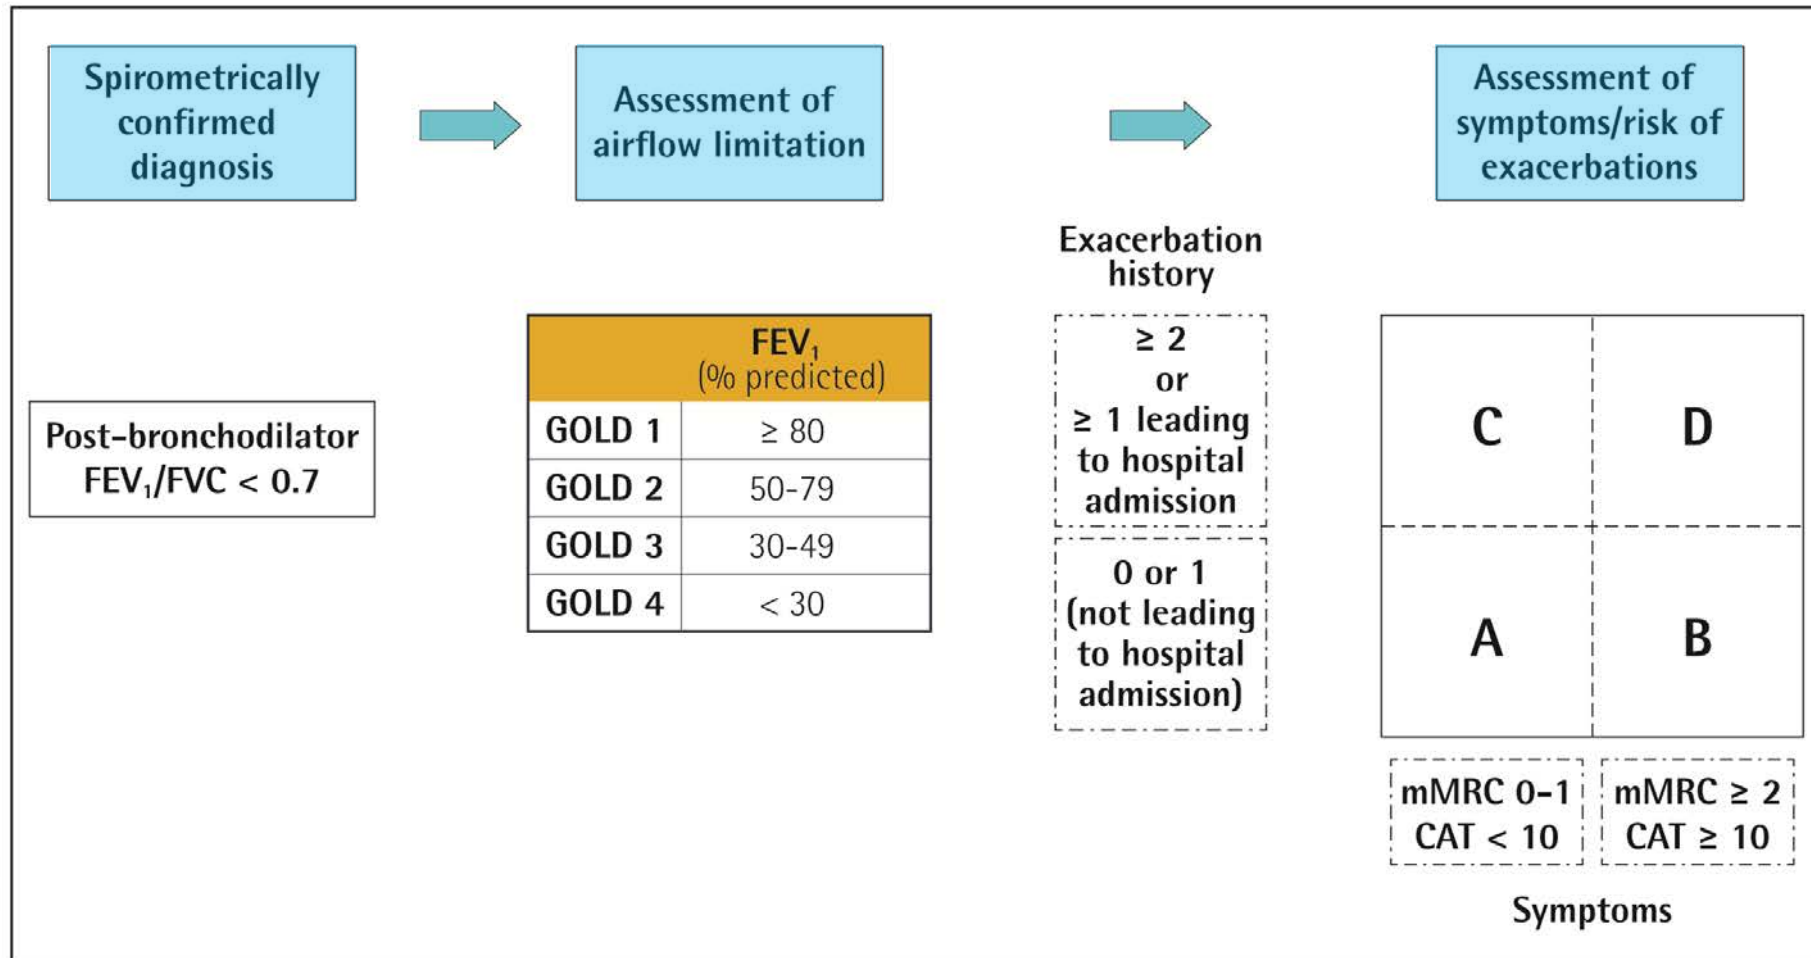 Spirometrically
confirmed
diagnosis
Assessment of
airflow limitation
Assessment of
symptoms/risk of
exacerbations
Post-bronchodilator
FEV₁/FVC < 0.7
FEV₁
(% predicted)
GOLD 1 ≥ 80
GOLD 2 50-79
GOLD 3 30-49
GOLD 4 < 30
Exacerbation
history
≥ 2
or
≥ 1 leading
to hospital
admission
0 or 1
(not leading
to hospital
admission)
C D
A B
mMRC 0-1
CAT < 10
mMRC ≥ 2
CAT ≥ 10
Symptoms